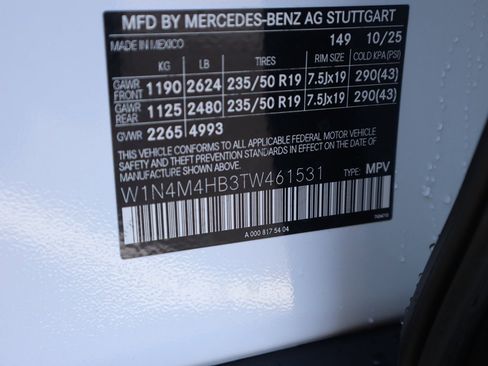 MFD BY MERCEDES-BENZ AG STUTTGART
MADE IN MEXICO 149 10/25
KG LB TIRES RIM SIZE COLD KPA (PSI)
GAWR FRONT 1190 2624 235/50 R19 7.5Jx19 290(43)
GAWR REAR 1125 2480 235/50 R19 7.5Jx19 290(43)
GVWR 2265 4993
THIS VEHICLE CONFORMS TO ALL APPLICABLE FEDERAL MOTOR VEHICLE
SAFETY AND THEFT PREVENTION STANDARDS IN EFFECT ON THE DATE OF
MANUFACTURE SHOWN ABOVE.
W1N4M4HB3TW461531 TYPE: MPV
A 000 817 54 04